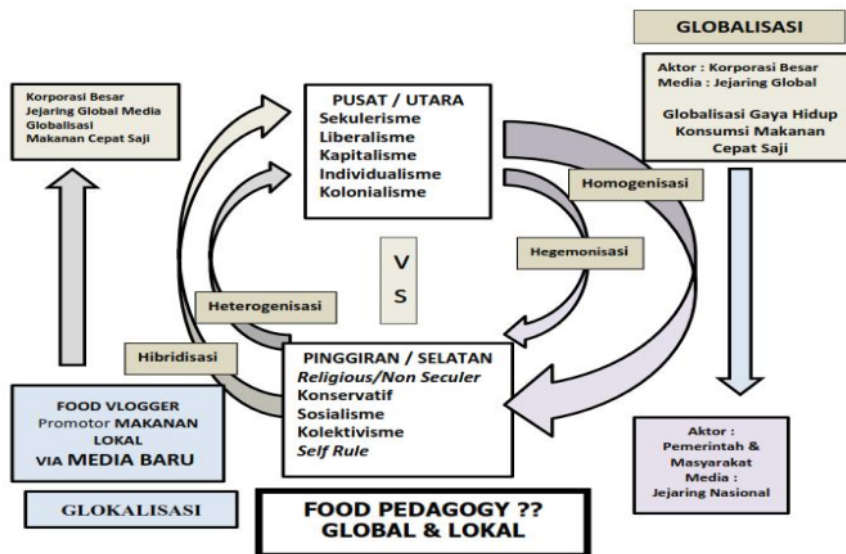 GLOBALISASI
Aktor : Korporasi Besar
Media : Jejaring Global
Globalisasi Gaya Hidup
Konsumsi Makanan
Cepat Saji
Korporasi Besar
Jejaring Global Media
Globalisasi
Makanan Cepat Saji
PUSAT / UTARA
Sekulerisme
Liberalisme
Kapitalisme
Individualisme
Kolonialisme
Homogenisasi
Hegemonisasi
V
S
Heterogenisasi
Hibridisasi
PINGGIRAN / SELATAN
Religious/Non Seculer
Konservatif
Sosialisme
Kolektivisme
Self Rule
FOOD VLOGGER
Promotor MAKANAN
LOKAL
VIA MEDIA BARU
GLOKALISASI
Aktor :
Pemerintah &
Masyarakat
Media :
Jejaring Nasional
FOOD PEDAGOGY ??
GLOBAL & LOKAL